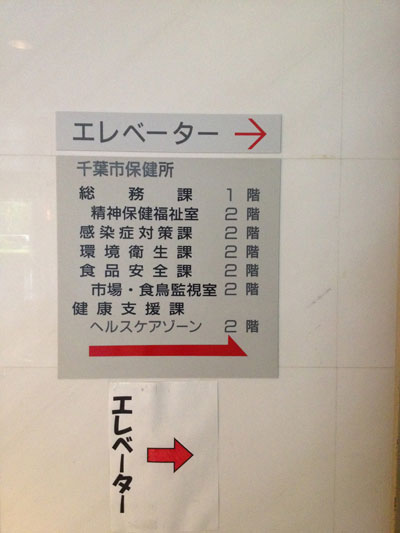 エレベーター →
千葉市保健所
総務課 1階
精神保健福祉室 2階
感染症対策課 2階
環境衛生課 2階
食品安全課 2階
市場・食鳥監視室 2階
健康支援課
ヘルスケアゾーン 2階
エレベーター